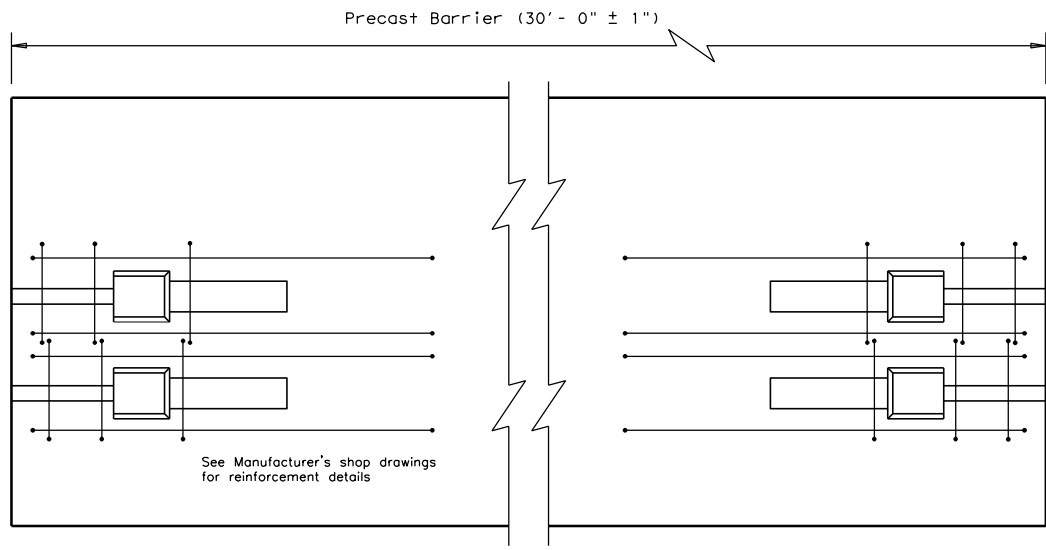 Precast Barrier (30'- 0" ± 1")
See Manufacturer's shop drawings
for reinforcement details